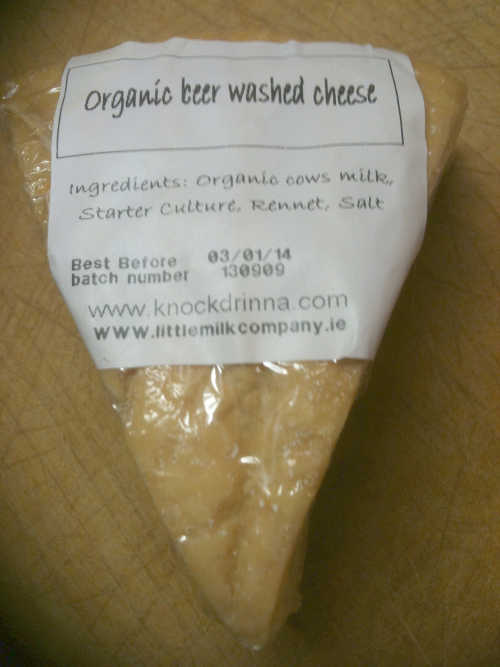 Organic beer washed cheese
Ingredients: Organic cows milk,,
Starter Culture, Rennet, Salt
Best Before 03/01/14
batch number 130909
www.knockdrinna.com
www.littlemilkcompany.ie